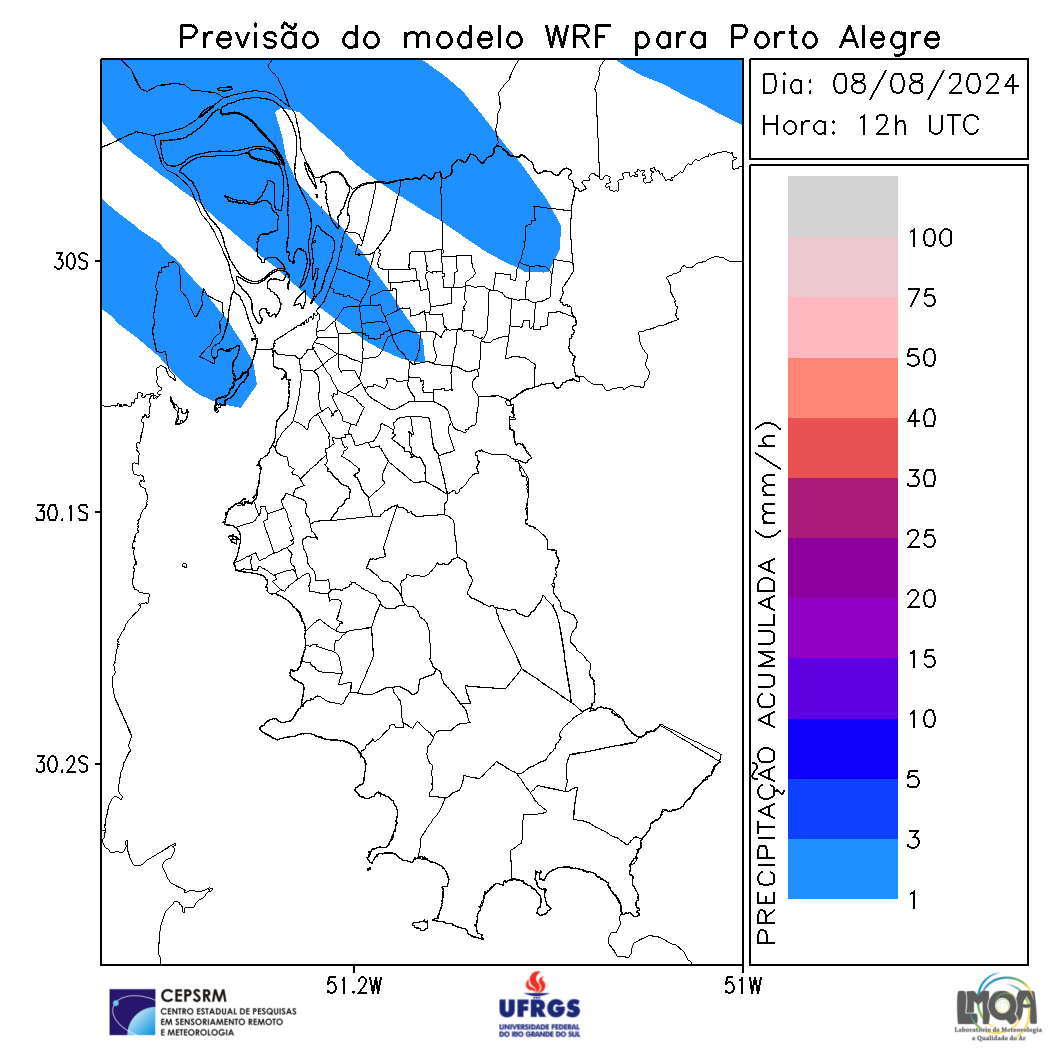 Previsão do modelo WRF para Porto Alegre
Dia: 08/08/2024
Hora: 12h UTC
30S
30.1S
30.2S
51.2W
51W
PRECIPITAÇÃO ACUMULADA (mm/h)
100
75
50
40
30
25
20
15
10
5
3
1
CEPSRM
CENTRO ESTADUAL DE PESQUISAS
EM SENSORIAMENTO REMOTO
E METEOROLOGIA
UFRGS
UNIVERSIDADE FEDERAL
DO RIO GRANDE DO SUL
LMQA
Laboratório de Meteorologia
e Qualidade do Ar